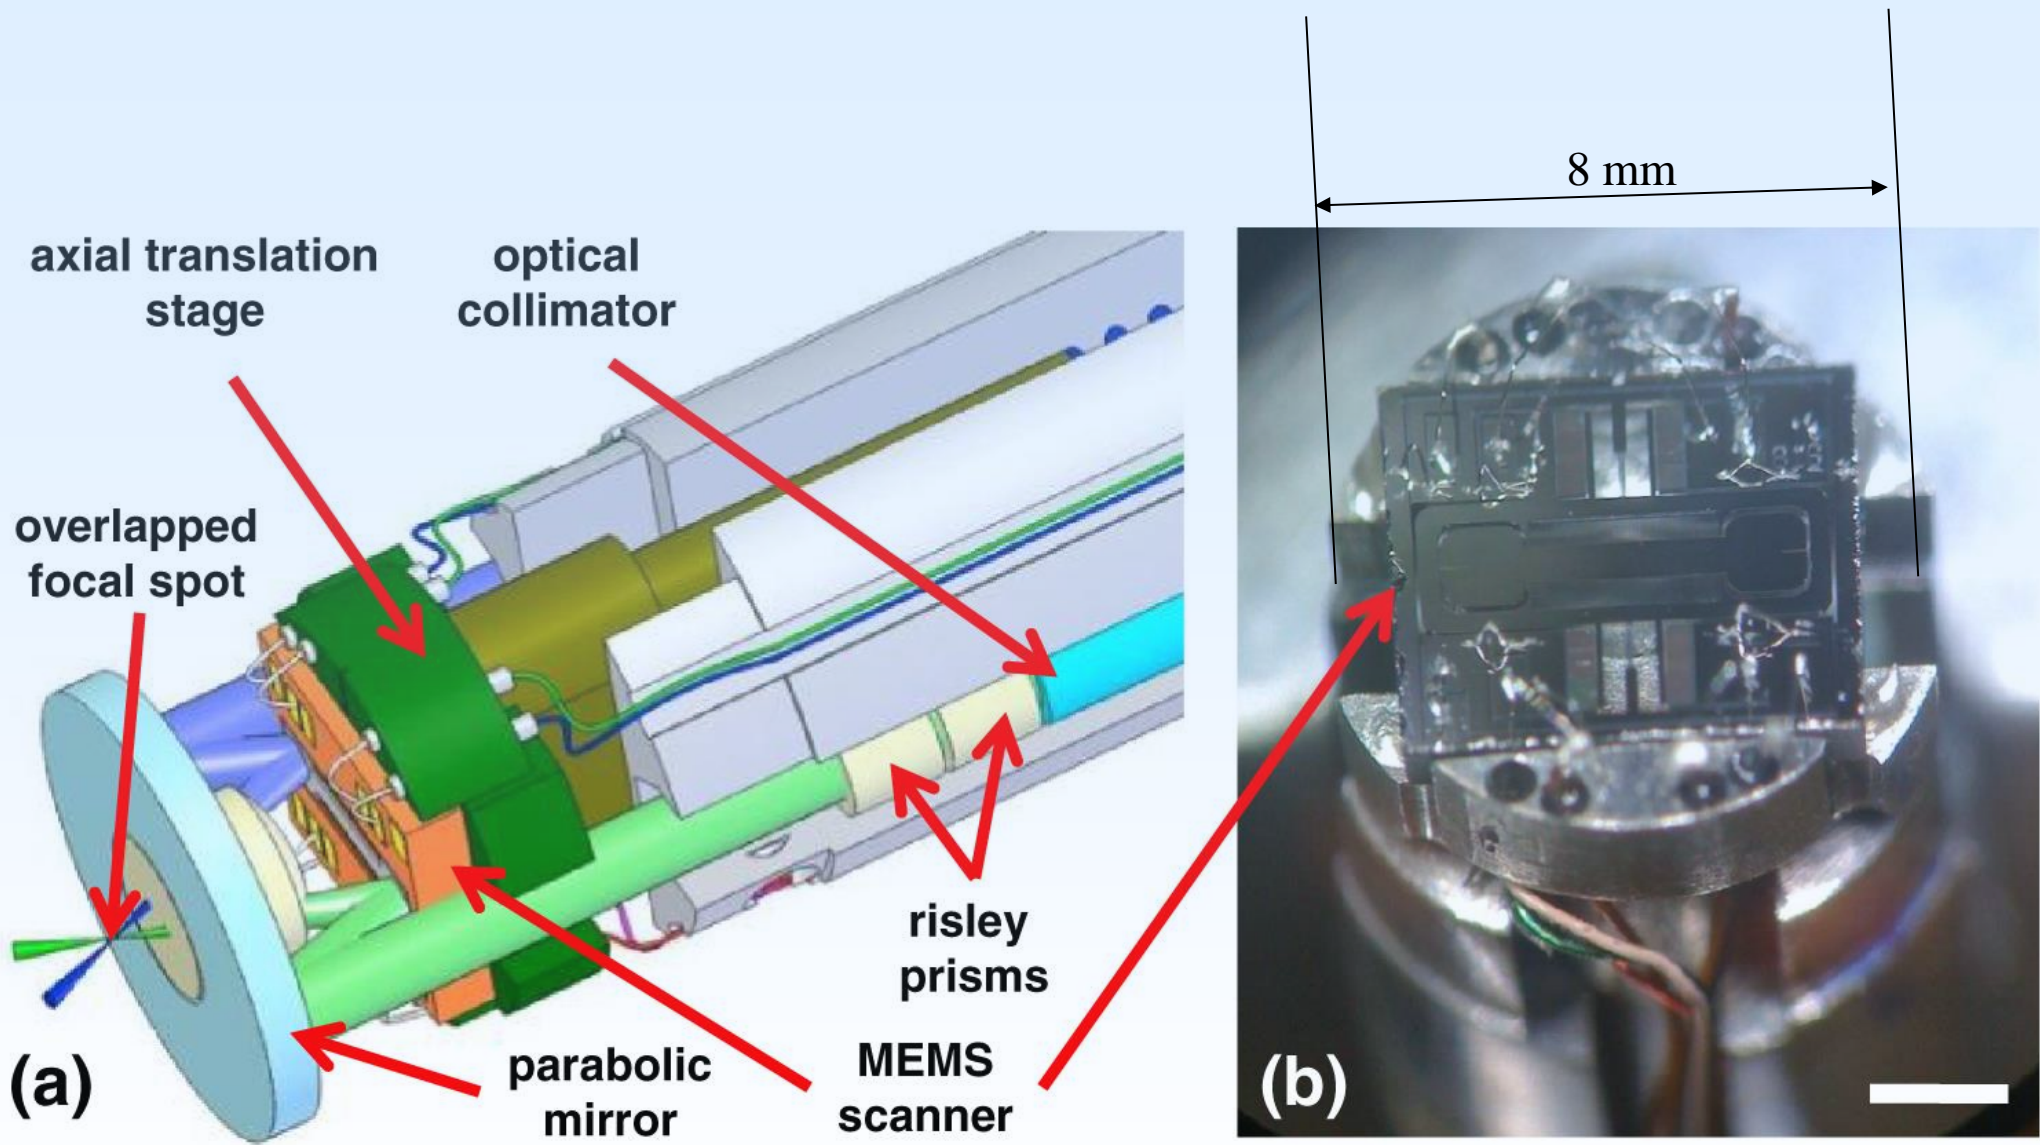 8 mm
axial translation
stage
optical
collimator
overlapped
focal spot
risley
prisms
parabolic
mirror
MEMS
scanner
(a)
(b)